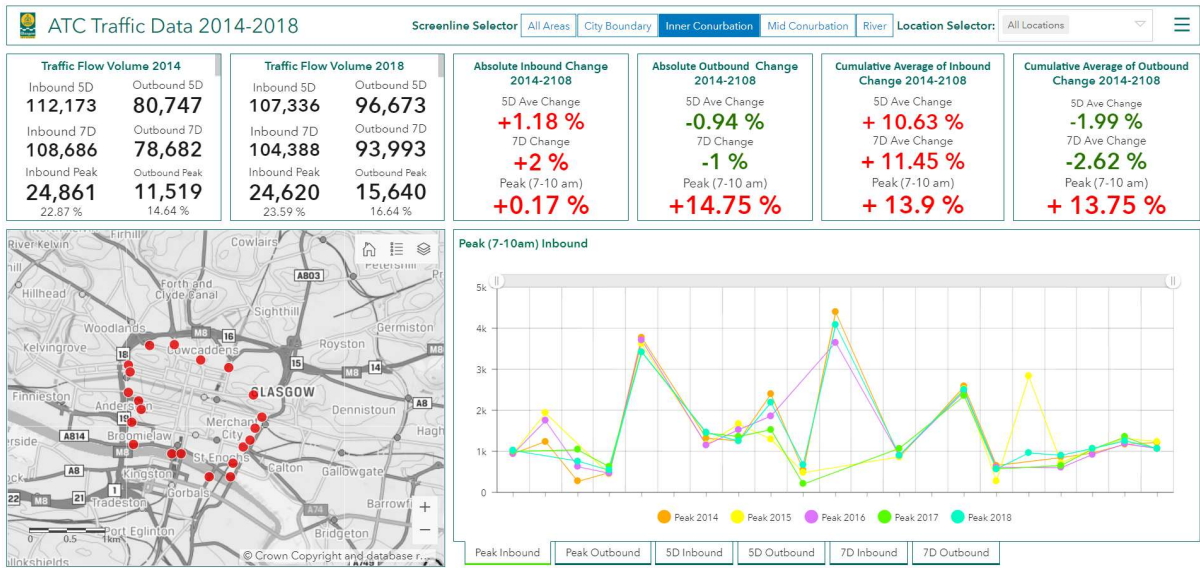 ATC Traffic Data 2014-2018
Screenline Selector All Areas City Boundary Inner Conurbation Mid Conurbation River Location Selector: All Locations
Traffic Flow Volume 2014
Inbound 5D Outbound 5D
112,173 80,747
Inbound 7D Outbound 7D
108,686 78,682
Inbound Peak Outbound Peak
24,861 11,519
22.87 % 14.64 %
Traffic Flow Volume 2018
Inbound 5D Outbound 5D
107,336 96,673
Inbound 7D Outbound 7D
104,388 93,993
Inbound Peak Outbound Peak
24,620 15,640
23.59 % 16.64 %
Absolute Inbound Change
2014-2108
5D Ave Change
+1.18 %
7D Change
+2 %
Peak (7-10 am)
+0.17 %
Absolute Outbound Change
2014-2108
5D Ave Change
-0.94 %
7D Change
-1 %
Peak (7-10 am)
+14.75 %
Cumulative Average of Inbound
Change 2014-2108
5D Ave Change
+ 10.63 %
7D Ave Change
+ 11.45 %
Peak (7-10 am)
+ 13.9 %
Cumulative Average of Outbound
Change 2014-2108
5D Ave Change
-1.99 %
7D Ave Change
-2.62 %
Peak (7-10 am)
+ 13.75 %
River Kelvin
Firhill
Cowlairs
Petershill
A803
Hillhead
Forth and
Clyde Canal
Sighthill
Germiston
Woodlands
M8
16
Kelvingrove
Cowcaddens
Royston
M8
18
15
M8
14
GLASGOW
Finnieston
Anderston
Dennistoun
A8
19
Merchant
City
A814
Broomielaw
M8
St Enochs
Calton
Gallowgate
A8
Kingston
1
Gorbals
22 M8 21
Tradeston
A74
Barrowfi
+
−
0 0.5 1km
Port Eglinton
Bridgeton
© Crown Copyright and database r...
A749
llokshields
Peak (7-10am) Inbound
5k
4k
3k
2k
1k
0
Peak 2014 Peak 2015 Peak 2016 Peak 2017 Peak 2018
Peak Inbound Peak Outbound 5D Inbound 5D Outbound 7D Inbound 7D Outbound